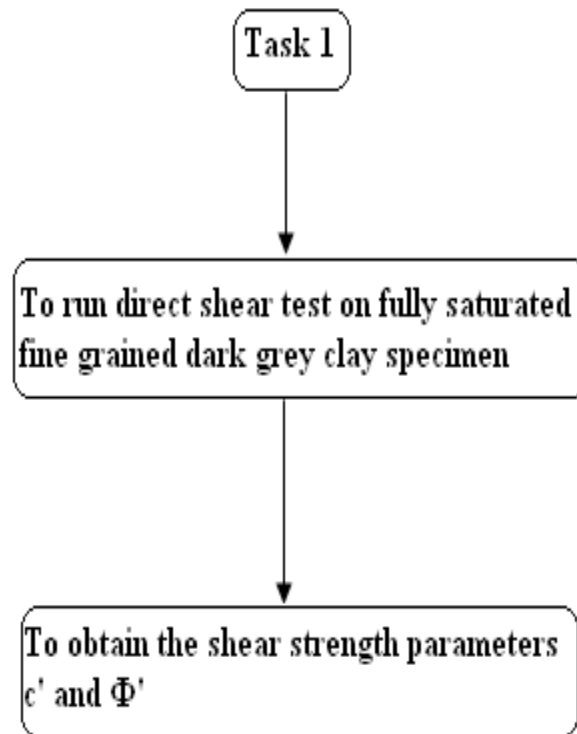 Task 1
To run direct shear test on fully saturated
fine grained dark grey clay specimen
To obtain the shear strength parameters
c' and Φ'